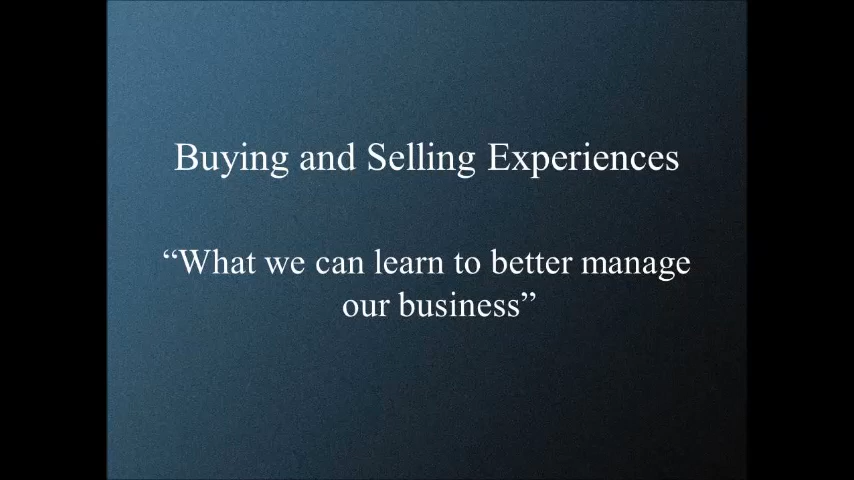 Buying and Selling Experiences
“What we can learn to better manage
our business”